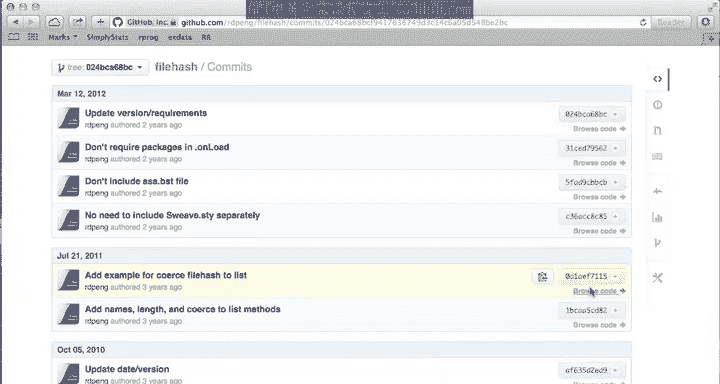 GitHub, Inc.
github.com/rdpeng/filehash/commits/024bca68bcf9417636749d3c14c6a05d548be2bc
Reader
Marks SimplyStats rprog exdata RR
tree: 024bca68bc filehash / Commits
Mar 12, 2012
Update version/requirements
rdpeng authored 2 years ago
024bca68bc
Browse code
Don't require packages in .onLoad
rdpeng authored 2 years ago
31ced79562
Browse code
Don't include asa.bst file
rdpeng authored 2 years ago
Browse code
No need to include Sweave.sty separately
rdpeng authored 2 years ago
c36acc8c85
Browse code
Jul 21, 2011
Add example for coerce filehash to list
rdpeng authored 3 years ago
Browse code
Add names, length, and coerce to list methods
rdpeng authored 3 years ago
Browse code
Oct 05, 2010
Update date/version
rdpeng authored 3 years ago
af635d2ed9
Browse code